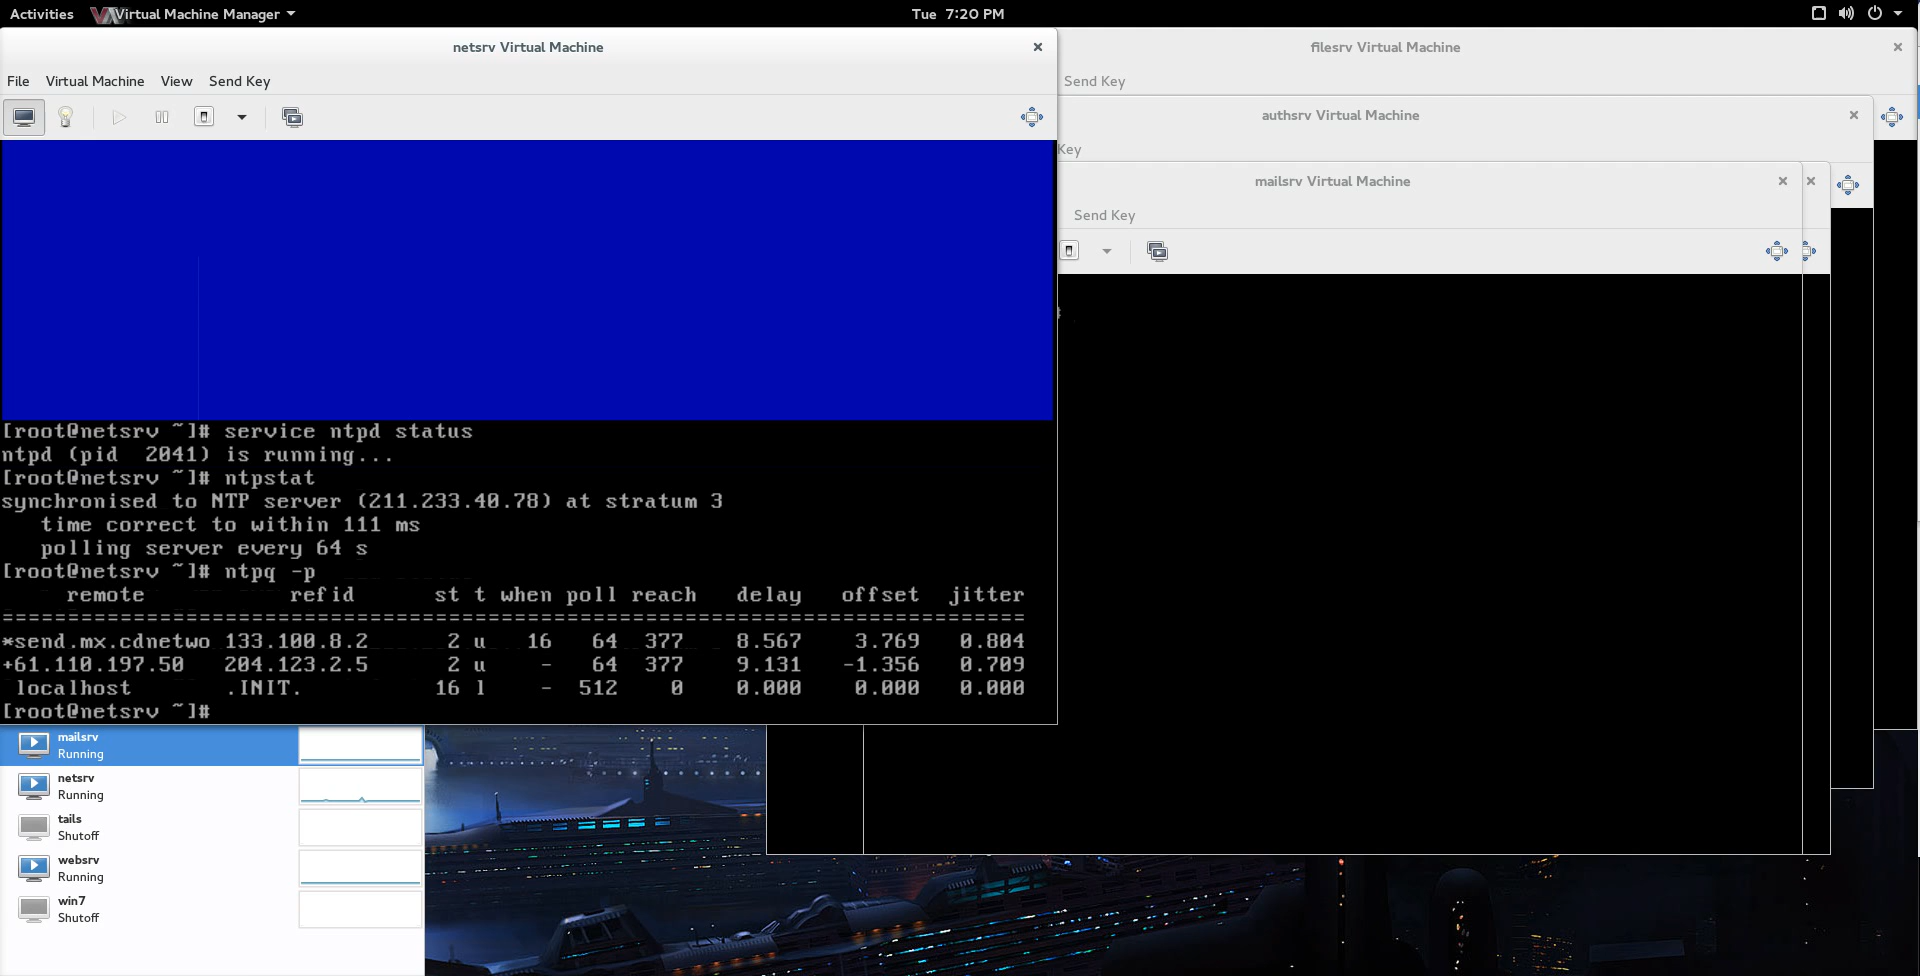 Activities Virtual Machine Manager Tue 7:20 PM
netsrv Virtual Machine
File Virtual Machine View Send Key
[root@netsrv ~]# service ntpd status
ntpd (pid  2041) is running...
[root@netsrv ~]# ntpstat
synchronised to NTP server (211.233.40.78) at stratum 3
   time correct to within 111 ms
   polling server every 64 s
[root@netsrv ~]# ntpq -p
     remote           refid      st t when poll reach   delay   offset  jitter
==============================================================================
*send.mx.cdnetwo 133.100.8.2      2 u   16   64  377    8.567    3.769   0.804
+61.110.197.50   204.123.2.5      2 u    -   64  377    9.131   -1.356   0.709
 localhost       .INIT.          16 l    -  512    0    0.000    0.000   0.000
[root@netsrv ~]#
filesrv Virtual Machine
Send Key
authsrv Virtual Machine
Key
mailsrv Virtual Machine
Send Key
mailsrv
Running
netsrv
Running
tails
Shutoff
websrv
Running
win7
Shutoff